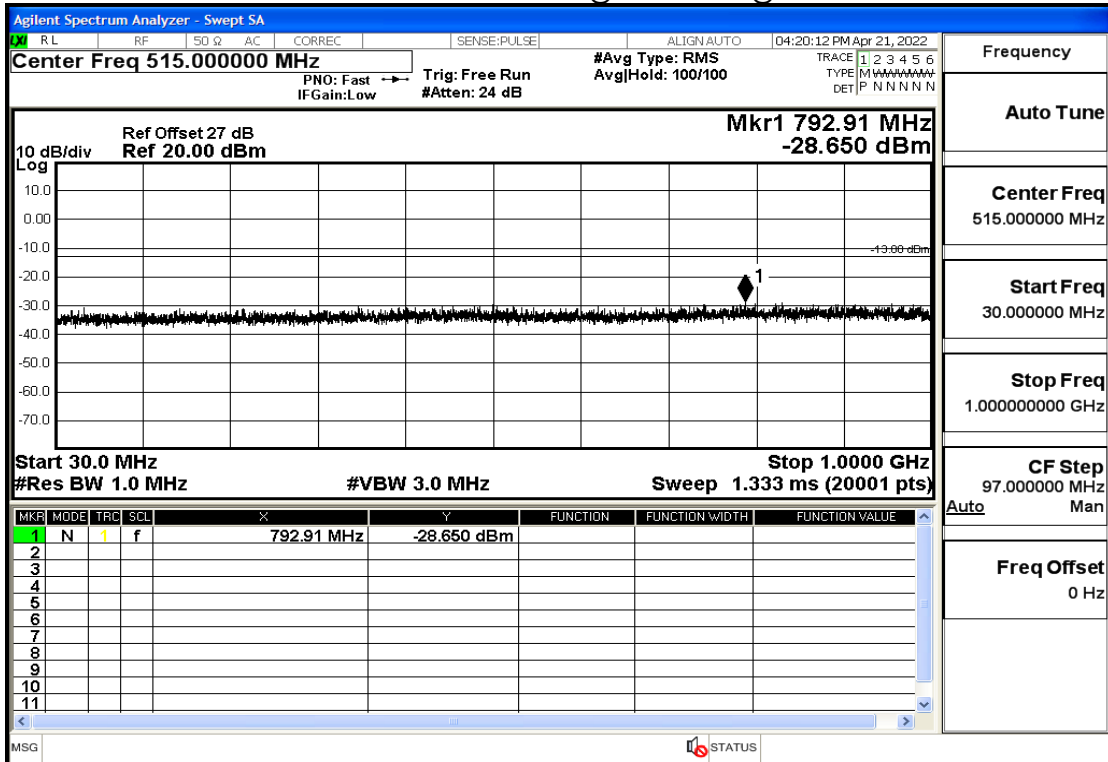 Agilent Spectrum Analyzer - Swept SA
LXI RL RF 50 Ω AC CORREC SENSE:PULSE ALIGN AUTO 04:20:12 PM Apr 21, 2022
Center Freq 515.000000 MHz
PNO: Fast
IFGain:Low
Trig: Free Run
#Atten: 24 dB
#Avg Type: RMS
Avg|Hold: 100/100
TRACE 1 2 3 4 5 6
TYPE M WWWWW
DET P N N N N N
Ref Offset 27 dB
10 dB/div Ref 20.00 dBm
Log
Mkr1 792.91 MHz
-28.650 dBm
10.0
0.00
-10.0
-13.00 dBm
-20.0
1
-30.0
-40.0
-50.0
-60.0
-70.0
Start 30.0 MHz Stop 1.0000 GHz
#Res BW 1.0 MHz #VBW 3.0 MHz Sweep 1.333 ms (20001 pts)
MKR MODE TRC SCL X Y FUNCTION FUNCTION WIDTH FUNCTION VALUE
1 N 1 f 792.91 MHz -28.650 dBm
2
3
4
5
6
7
8
9
10
11
MSG STATUS
Frequency
Auto Tune
Center Freq
515.000000 MHz
Start Freq
30.000000 MHz
Stop Freq
1.000000000 GHz
CF Step
97.000000 MHz
Auto Man
Freq Offset
0 Hz